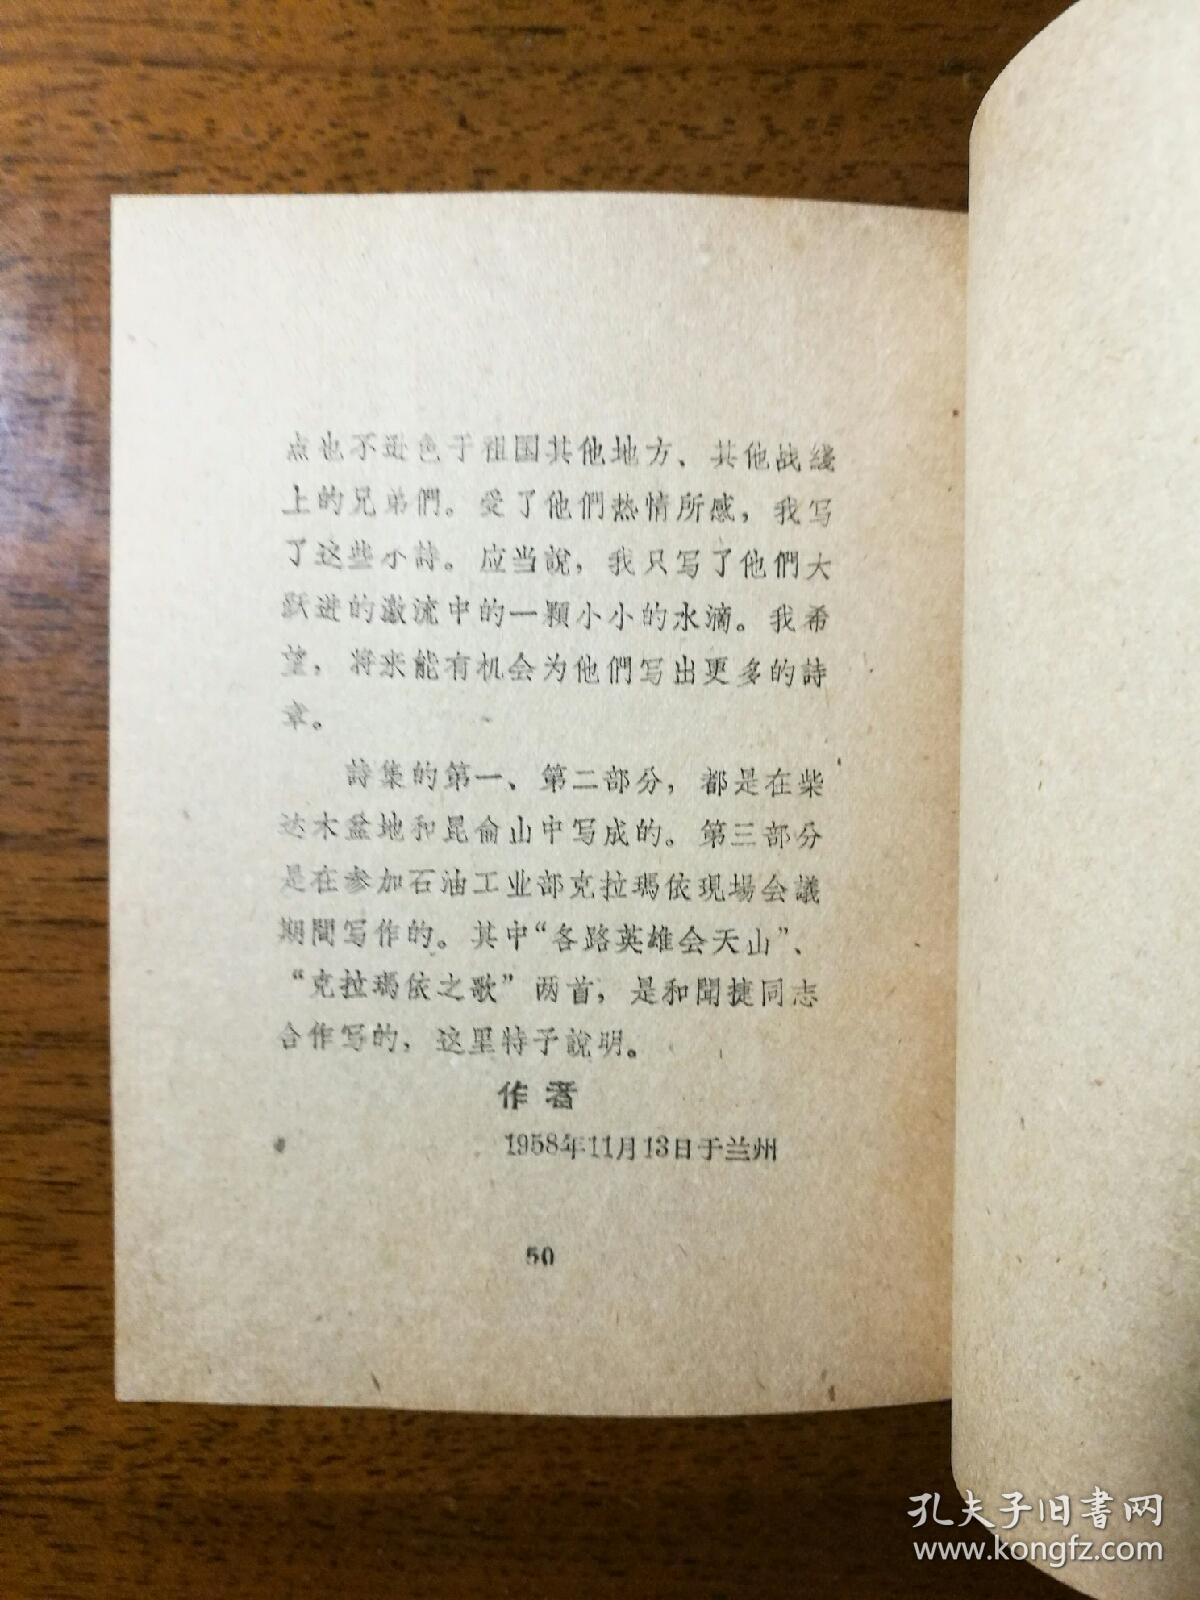 点也不逊色于祖国其他地方、其他战綫
上的兄弟們。受了他們热情所感，我写
了这些小詩。应当說，我只写了他們大
跃进的激流中的一顆小小的水滴。我希
望，将来能有机会为他們写出更多的詩
章。
詩集的第一、第二部分，都是在柴
达木盆地和昆侖山中写成的。第三部分
是在参加石油工业部克拉瑪依現場会議
期間写作的。其中“各路英雄会天山”、
“克拉瑪依之歌”两首，是和聞捷同志
合作写的，这里特予說明。
作者
1958年11月13日于兰州
50
孔夫子旧書网
www.kongfz.com